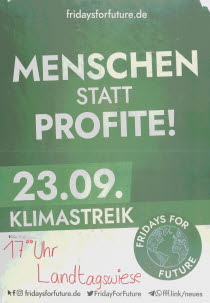 fridaysforfuture.de
MENSCHEN
STATT
PROFITE!
23.09.
KLIMASTREIK
FRIDAYS FOR
FUTURE
17⁰⁰ Uhr
Landtagswiese
fridaysforfuture.de FridayForFuture fff.link/neues